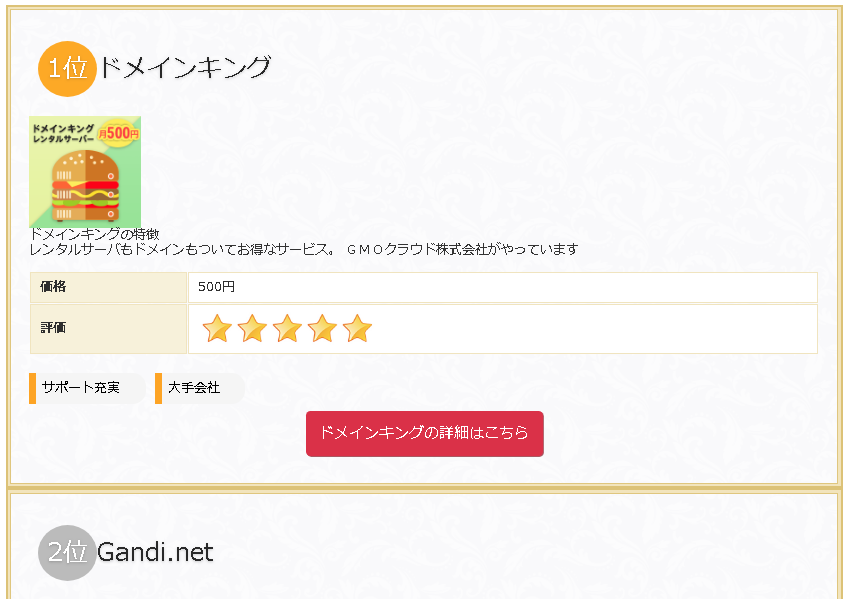 1位 ドメインキング
ドメインキング
レンタルサーバー
月500円
ドメインキングの特徴
レンタルサーバもドメインもついてお得なサービス。 ＧＭＯクラウド株式会社がやっています
価格 500円
評価
サポート充実 大手会社
ドメインキングの詳細はこちら
2位 Gandi.net